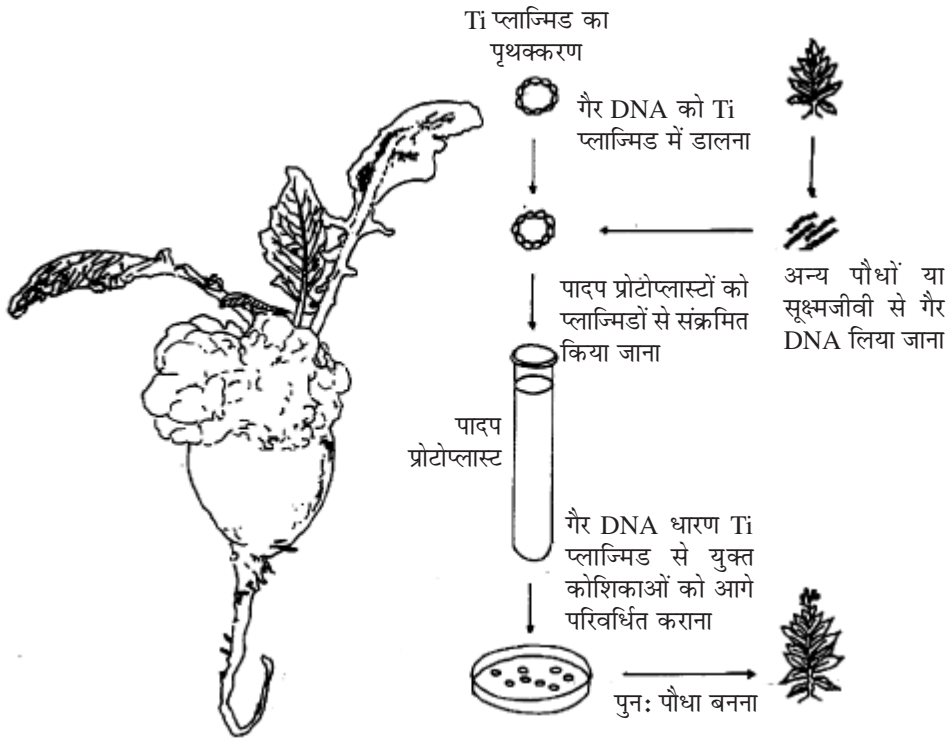 Ti प्लाज्मिड का
पृथक्करण
गैर DNA को Ti
प्लाज्मिड में डालना
अन्य पौधों या
सूक्ष्मजीवी से गैर
DNA लिया जाना
पादप प्रोटोप्लास्टों को
प्लाज्मिडों से संक्रमित
किया जाना
पादप
प्रोटोप्लास्ट
गैर DNA धारण Ti
प्लाज्मिड से युक्त
कोशिकाओं को आगे
परिवर्धित कराना
पुन: पौधा बनना